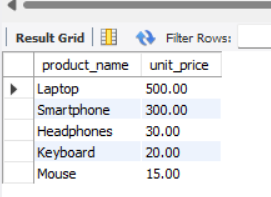 Result Grid Filter Rows:
product_name unit_price
Laptop 500.00
Smartphone 300.00
Headphones 30.00
Keyboard 20.00
Mouse 15.00